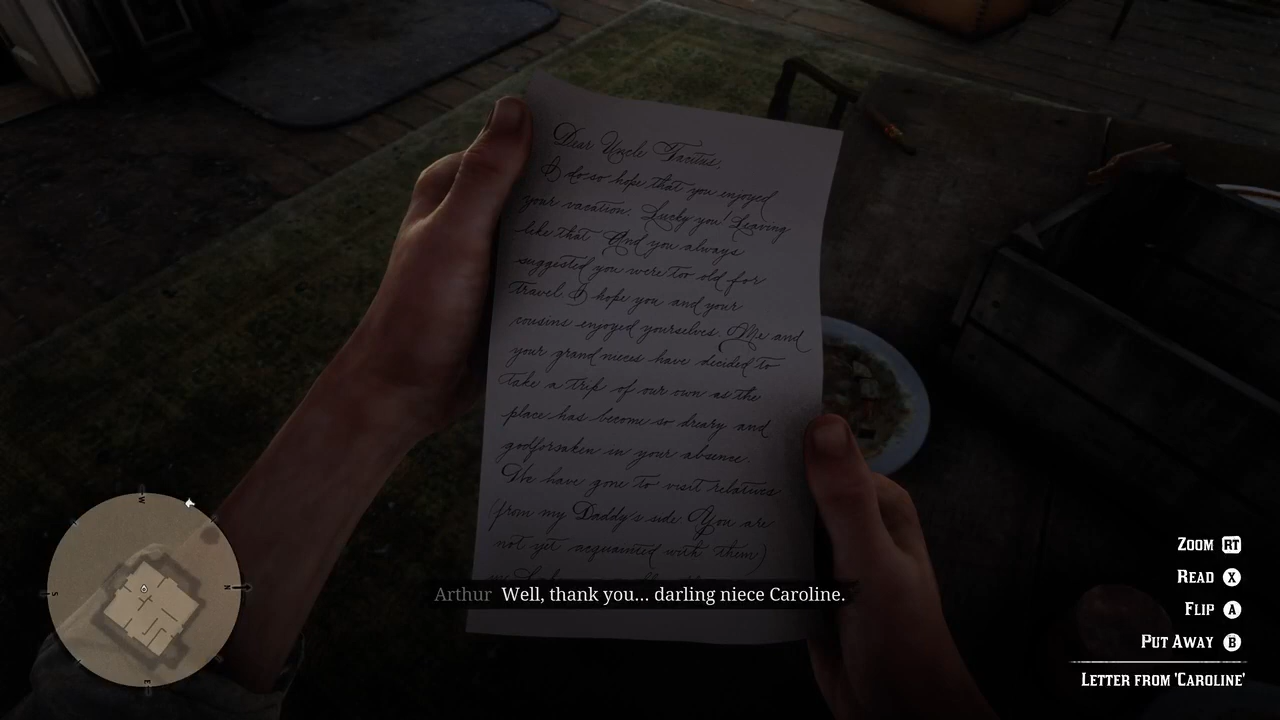 Dear Uncle Tacitus,
I do so hope that you enjoyed
your vacation. Lucky you! Leaving
like that. And you always
suggested you were too old for
travel. I hope you and your
cousins enjoyed yourselves. Me and
your grand nieces have decided to
take a trip of our own as the
place has become so dreary and
godforsaken in your absence.
We have gone to visit relatives
(from my Daddy's side. You are
not yet acquainted with them)
Arthur Well, thank you... darling niece Caroline.
W
N
E
S
ZOOM RT
READ X
FLIP A
PUT AWAY B
LETTER FROM 'CAROLINE'